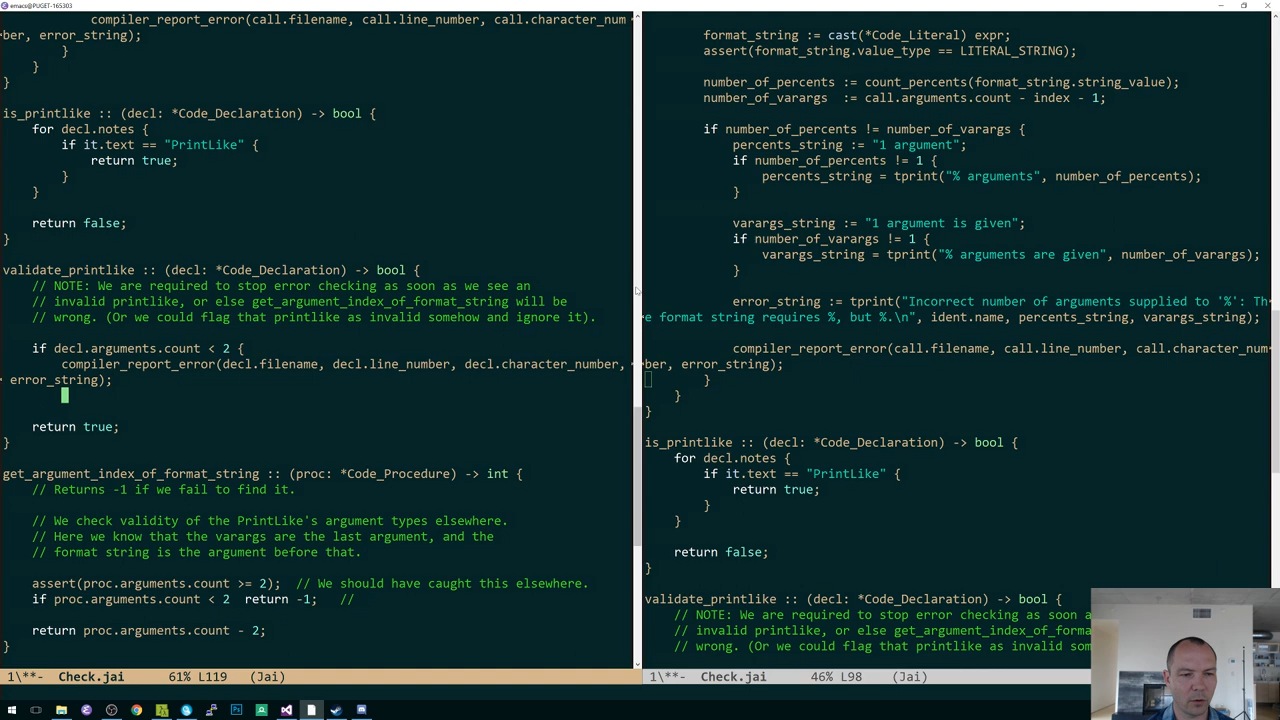 emacs@PUGET-165303
compiler_report_error(call.filename, call.line_number, call.character_num
ber, error_string);
}
}
}
is_printlike :: (decl: *Code_Declaration) -> bool {
for decl.notes {
if it.text == "PrintLike" {
return true;
}
}
return false;
}
validate_printlike :: (decl: *Code_Declaration) -> bool {
// NOTE: We are required to stop error checking as soon as we see an
// invalid printlike, or else get_argument_index_of_format_string will be
// wrong. (Or we could flag that printlike as invalid somehow and ignore it).
if decl.arguments.count < 2 {
compiler_report_error(decl.filename, decl.line_number, decl.character_number,
error_string);
return true;
}
get_argument_index_of_format_string :: (proc: *Code_Procedure) -> int {
// Returns -1 if we fail to find it.
// We check validity of the PrintLike's argument types elsewhere.
// Here we know that the varargs are the last argument, and the
// format string is the argument before that.
assert(proc.arguments.count >= 2);  // We should have caught this elsewhere.
if proc.arguments.count < 2  return -1;   //
return proc.arguments.count - 2;
}
1\**-  Check.jai      61% L119   (Jai)
format_string := cast(*Code_Literal) expr;
assert(format_string.value_type == LITERAL_STRING);
number_of_percents := count_percents(format_string.string_value);
number_of_varargs  := call.arguments.count - index - 1;
if number_of_percents != number_of_varargs {
percents_string := "1 argument";
if number_of_percents != 1 {
percents_string = tprint("% arguments", number_of_percents);
}
varargs_string := "1 argument is given";
if number_of_varargs != 1 {
varargs_string = tprint("% arguments are given", number_of_varargs);
}
error_string := tprint("Incorrect number of arguments supplied to '%': Th
e format string requires %, but %.\n", ident.name, percents_string, varargs_string);
compiler_report_error(call.filename, call.line_number, call.character_num
ber, error_string);
}
}
}
is_printlike :: (decl: *Code_Declaration) -> bool {
for decl.notes {
if it.text == "PrintLike" {
return true;
}
}
return false;
}
validate_printlike :: (decl: *Code_Declaration) -> bool {
// NOTE: We are required to stop error checking as soon a
// invalid printlike, or else get_argument_index_of_forma
// wrong. (Or we could flag that printlike as invalid som
1\**-  Check.jai      46% L98    (Jai)